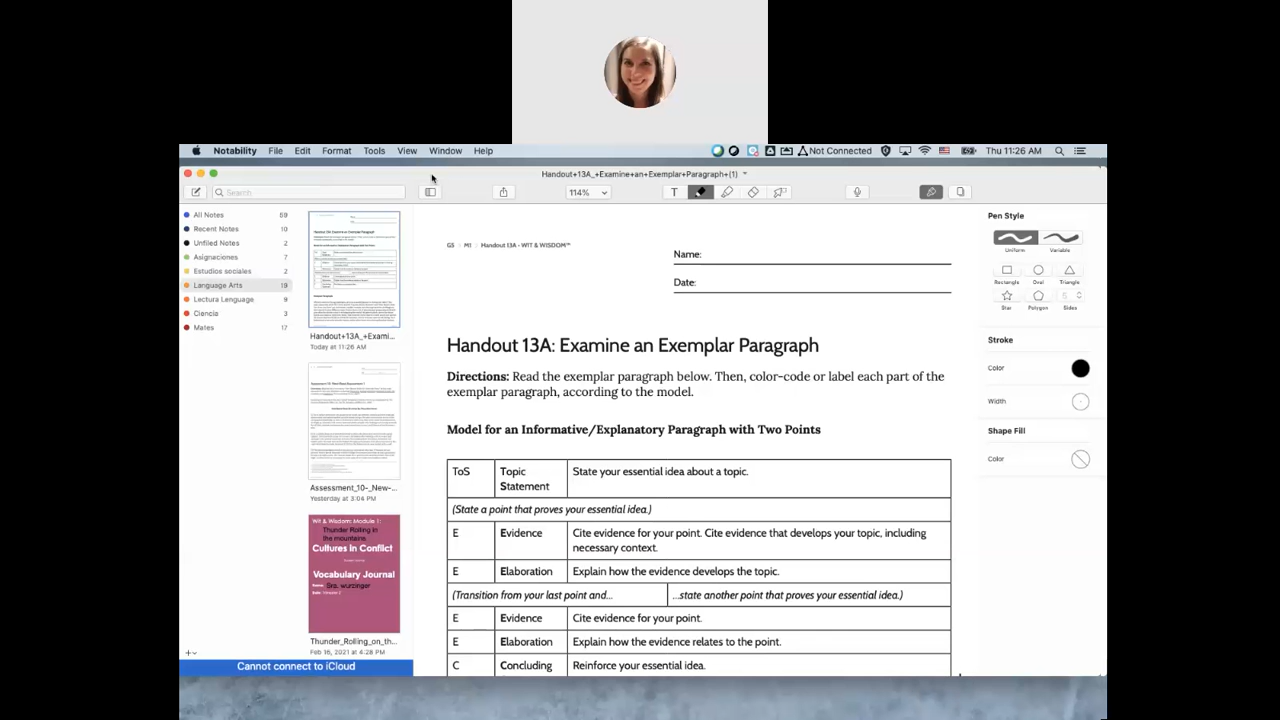 Notability File Edit Format Tools View Window Help Not Connected Thu 11:26 AM
Handout+13A_+Examine+an+Exemplar+Paragraph+(1)
Search 114% T
All Notes 59
Recent Notes 10
Unfiled Notes 2
Asignaciones 7
Estudios sociales 2
Language Arts 19
Lectura Language 9
Ciencia 3
Mates 17
Cannot connect to iCloud
Handout+13A_+Exami...
Today at 11:26 AM
Assessment_10-_New-...
Yesterday at 3:04 PM
Wit & Wisdom: Module 1:
Thunder Rolling in
the mountains
Cultures in Conflict
Vocabulary Journal
Thunder_Rolling_on_th...
Feb 16, 2021 at 4:28 PM
G5 / M1 / Handout 13A • WIT & WISDOM™
Name:
Date:
Handout 13A: Examine an Exemplar Paragraph
Directions: Read the exemplar paragraph below. Then, color-code or label each part of the
exemplar paragraph, according to the model.
Model for an Informative/Explanatory Paragraph with Two Points
ToS Topic Statement State your essential idea about a topic.
(State a point that proves your essential idea.)
E Evidence Cite evidence for your point. Cite evidence that develops your topic, including
necessary context.
E Elaboration Explain how the evidence develops the topic.
(Transition from your last point and... ...state another point that proves your essential idea.)
E Evidence Cite evidence for your point.
E Elaboration Explain how the evidence relates to the point.
C Concluding Reinforce your essential idea.
Pen Style
Uniform Variable
Rectangle Oval Triangle
Star Polygon Sides
Stroke
Color
Width
Shape Fill
Color